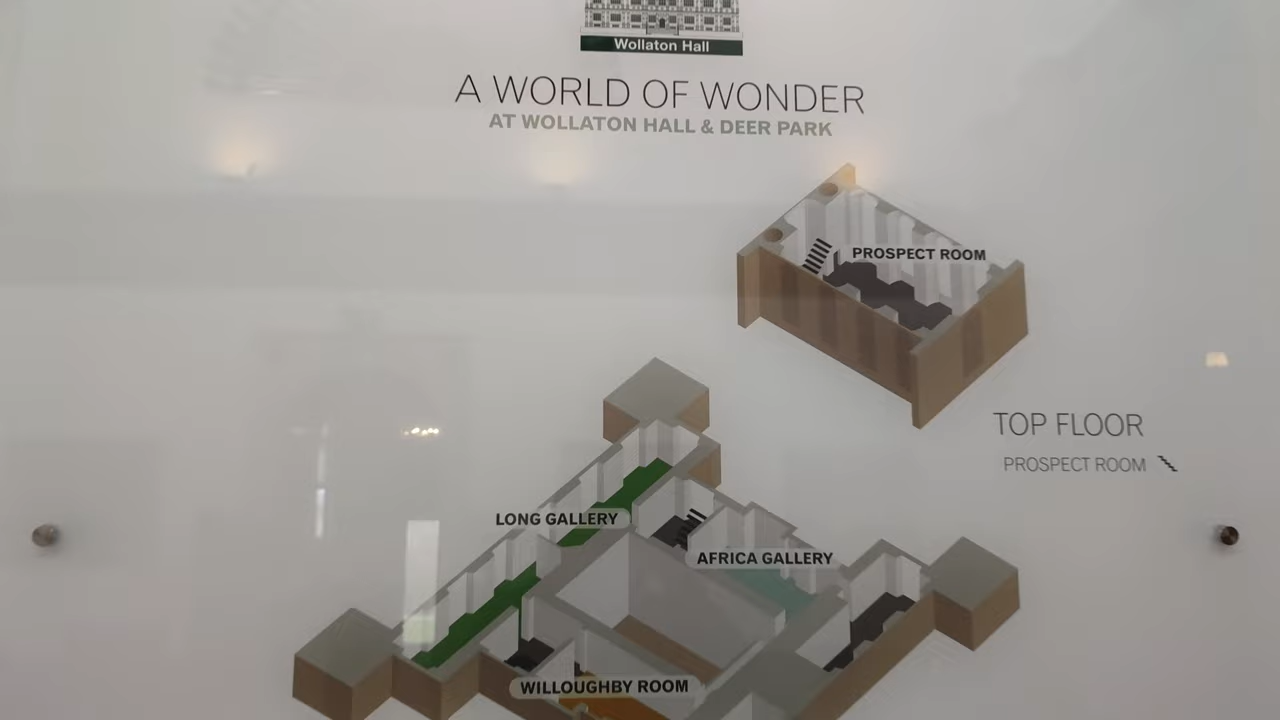 Wollaton Hall
A WORLD OF WONDER
AT WOLLATON HALL & DEER PARK
PROSPECT ROOM
TOP FLOOR
PROSPECT ROOM
LONG GALLERY
AFRICA GALLERY
WILLOUGHBY ROOM